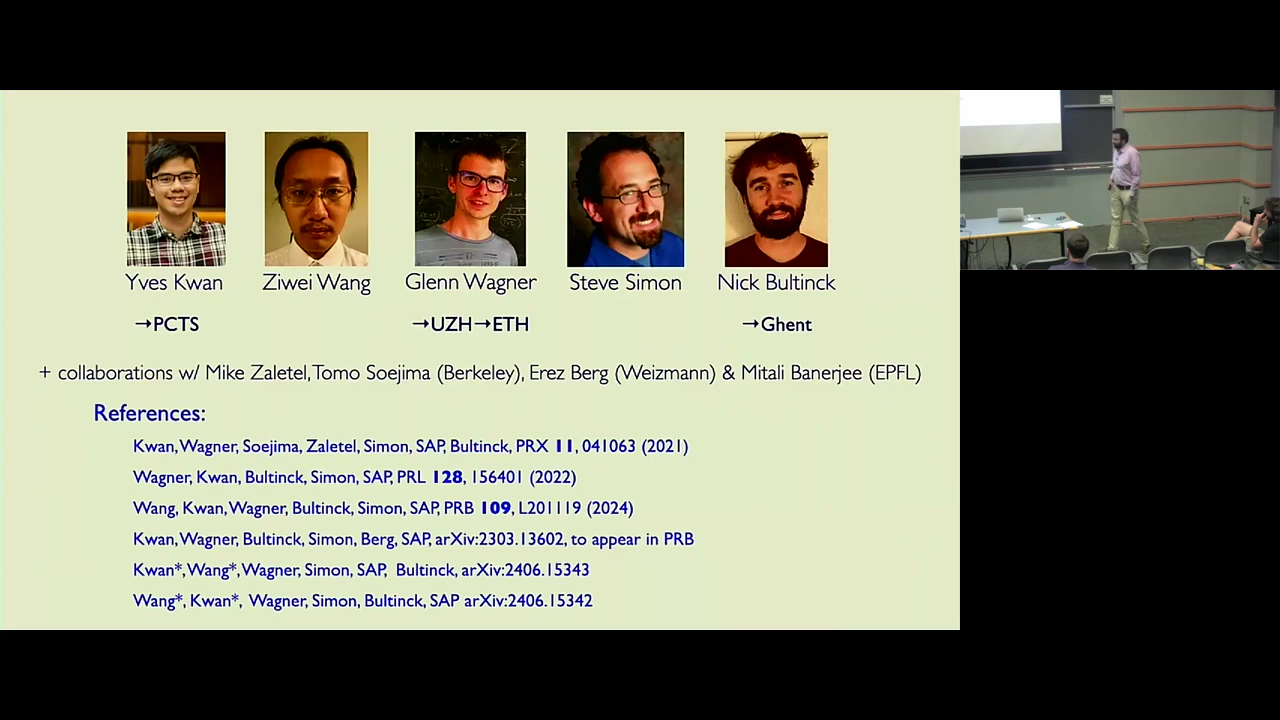 Yves Kwan Ziwei Wang Glenn Wagner Steve Simon Nick Bultinck
→PCTS →UZH→ETH →Ghent
+ collaborations w/ Mike Zaletel, Tomo Soejima (Berkeley), Erez Berg (Weizmann) & Mitali Banerjee (EPFL)
References:
Kwan, Wagner, Soejima, Zaletel, Simon, SAP, Bultinck, PRX 11, 041063 (2021)
Wagner, Kwan, Bultinck, Simon, SAP, PRL 128, 156401 (2022)
Wang, Kwan, Wagner, Bultinck, Simon, SAP, PRB 109, L201119 (2024)
Kwan, Wagner, Bultinck, Simon, Berg, SAP, arXiv:2303.13602, to appear in PRB
Kwan*, Wang*, Wagner, Simon, SAP, Bultinck, arXiv:2406.15343
Wang*, Kwan*, Wagner, Simon, Bultinck, SAP arXiv:2406.15342